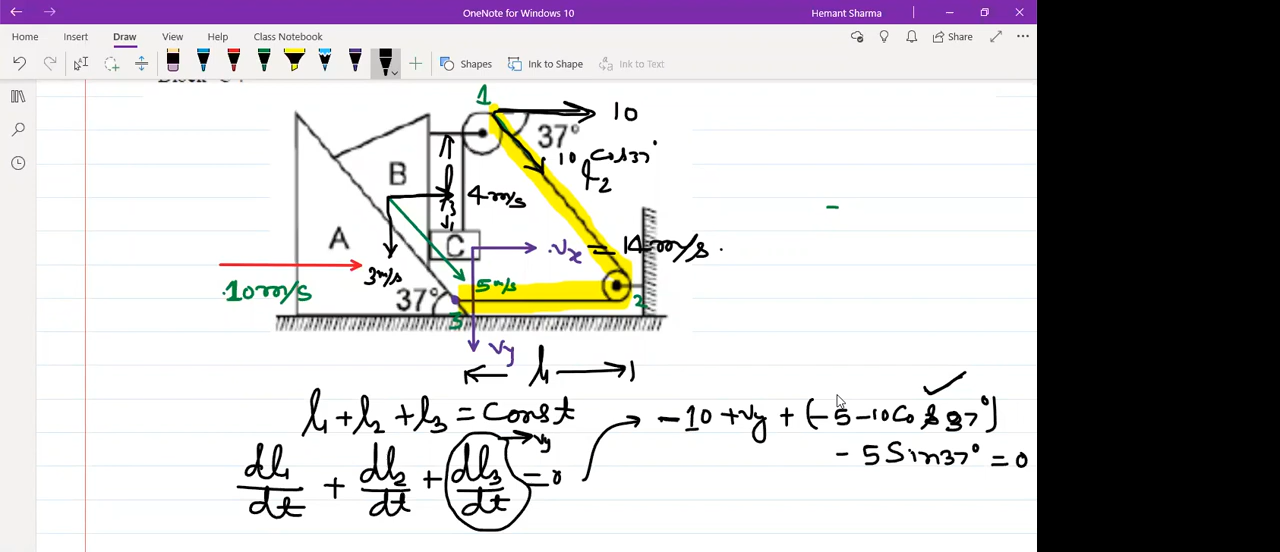 OneNote for Windows 10
Hemant Sharma
Home Insert Draw View Help Class Notebook
Share
Shapes Ink to Shape Ink to Text
1
10
37°
10 cos37°
l2
B
4 m/s
l3
A
C
Vx
= 14 m/s.
3 m/s
10 m/s
5 m/s
37°
3
2
Vy
l1
l1 + l2 + l3 = const
-10 + Vy + (-5 -10 Cos 37°)
- 5 Sin 37° = 0
dl1/dt + dl2/dt + dl3/dt = 0
Vy